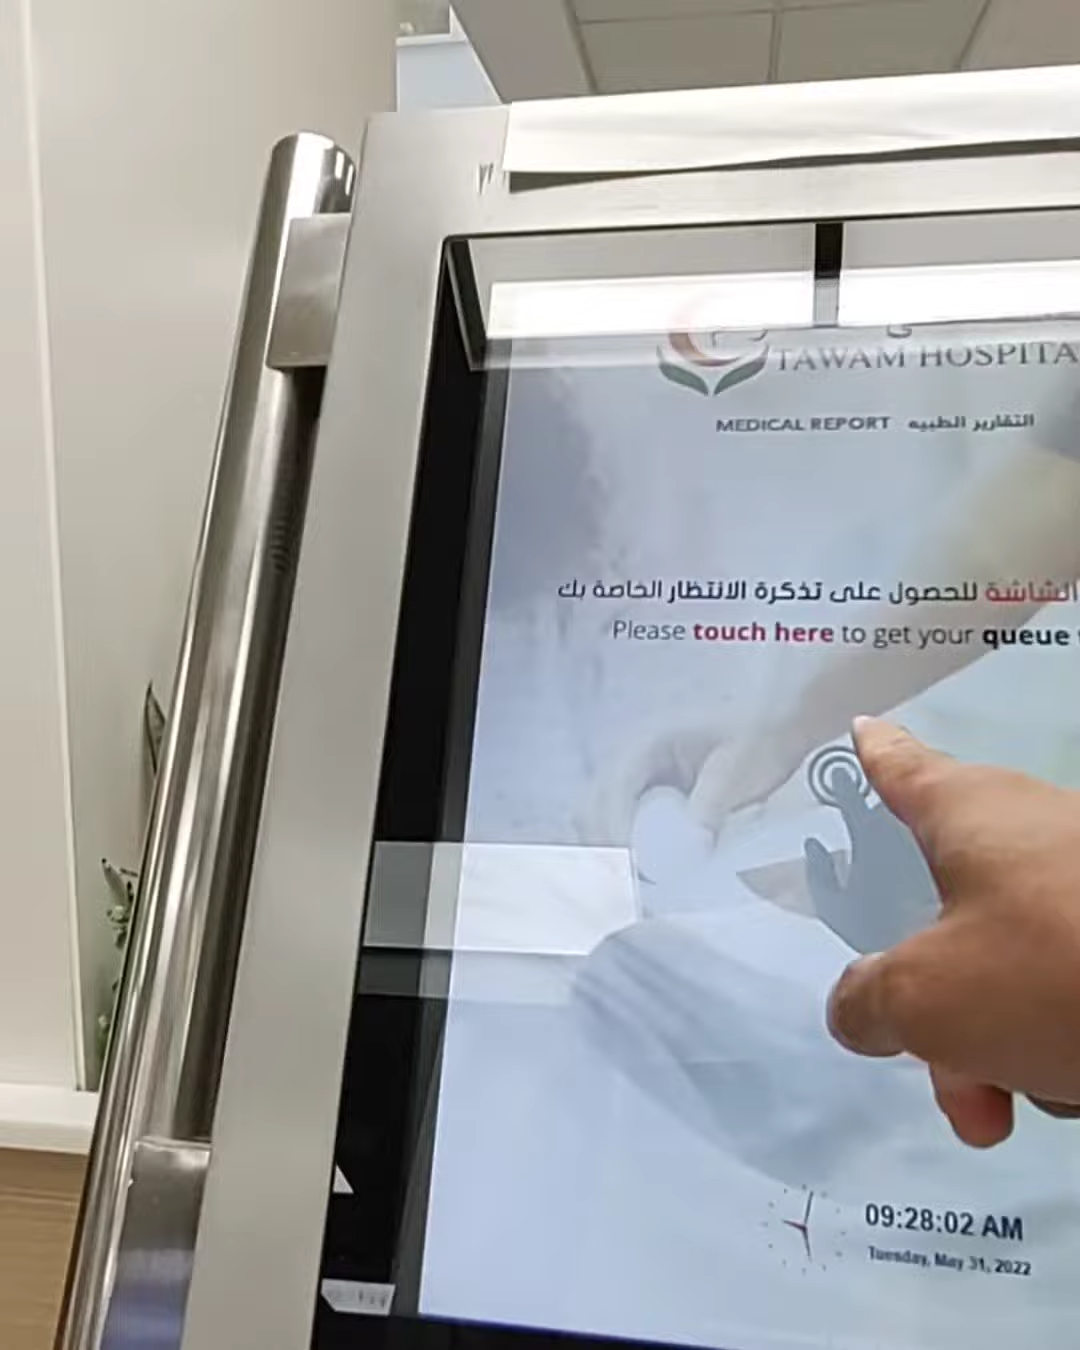 TAWAM HOSPITA
MEDICAL REPORT التقارير الطبيه
الشاشة للحصول على تذكرة الانتظار الخاصة بك
Please touch here to get your queue
09:28:02 AM
Tuesday, May 31, 2022